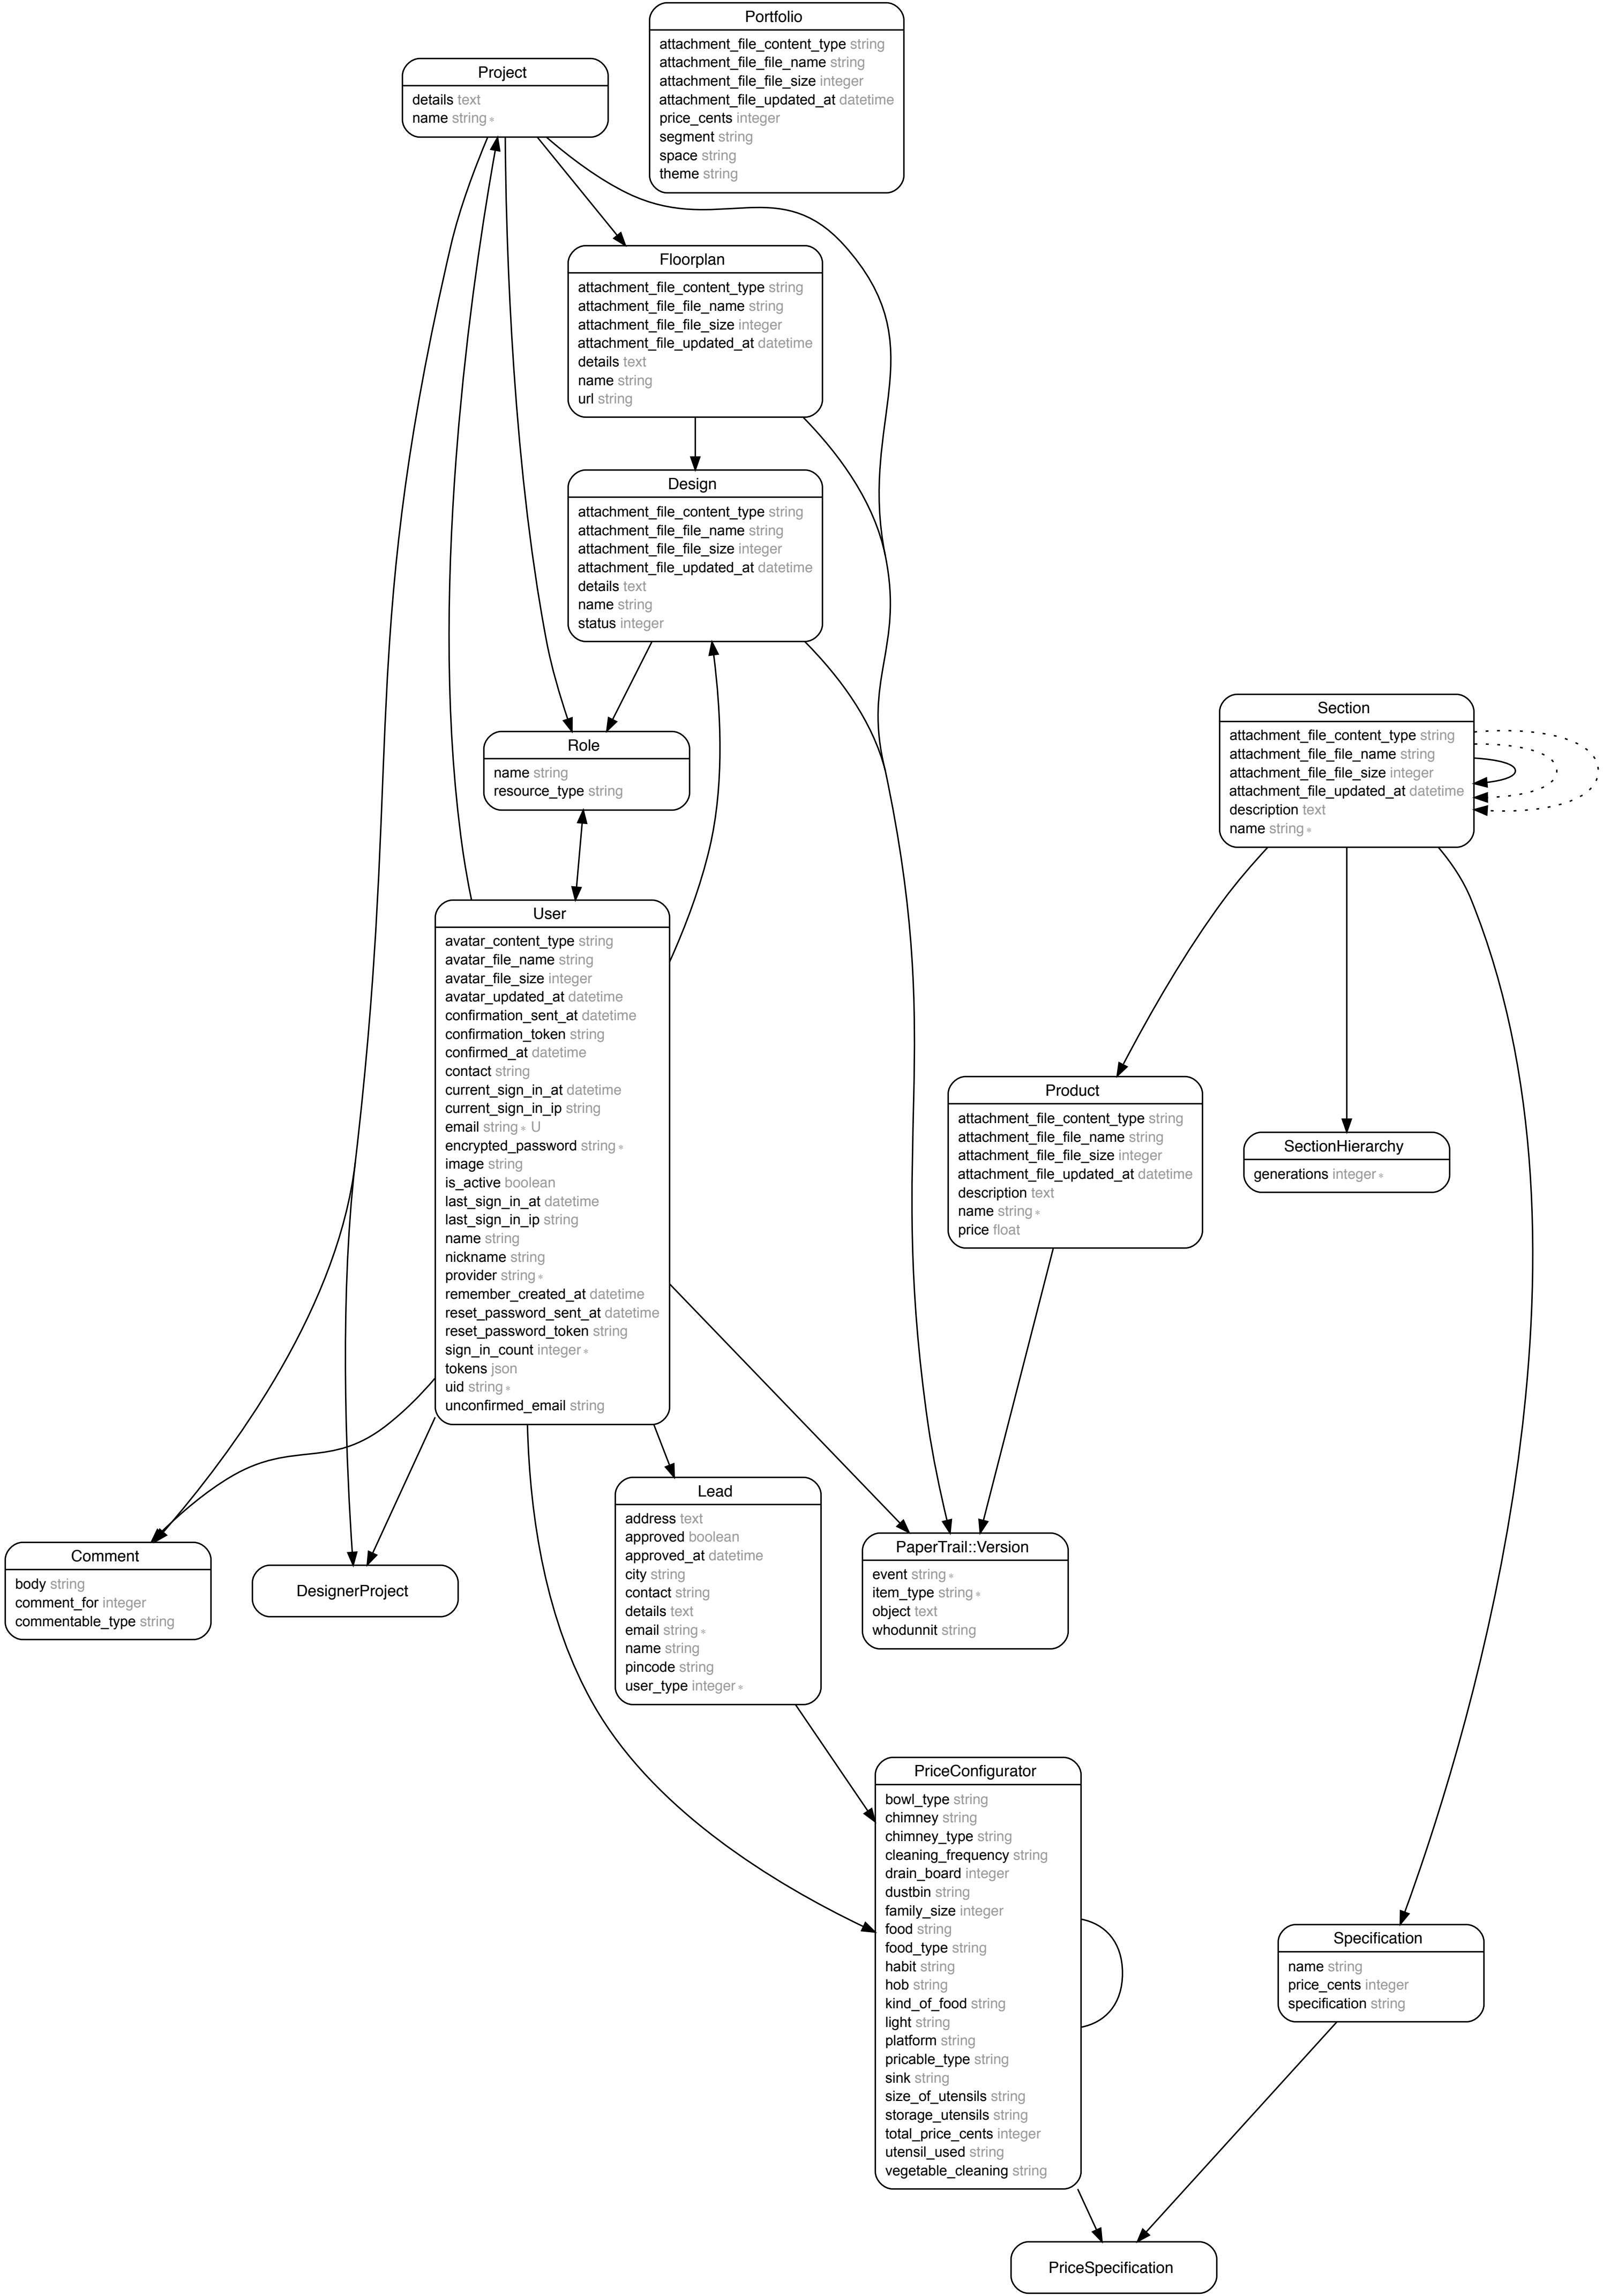 Portfolio
attachment_file_content_type string
attachment_file_file_name string
attachment_file_file_size integer
attachment_file_updated_at datetime
price_cents integer
segment string
space string
theme string
Project
details text
name string *
Floorplan
attachment_file_content_type string
attachment_file_file_name string
attachment_file_file_size integer
attachment_file_updated_at datetime
details text
name string
url string
Design
attachment_file_content_type string
attachment_file_file_name string
attachment_file_file_size integer
attachment_file_updated_at datetime
details text
name string
status integer
Section
attachment_file_content_type string
attachment_file_file_name string
attachment_file_file_size integer
attachment_file_updated_at datetime
description text
name string *
Role
name string
resource_type string
User
avatar_content_type string
avatar_file_name string
avatar_file_size integer
avatar_updated_at datetime
confirmation_sent_at datetime
confirmation_token string
confirmed_at datetime
contact string
current_sign_in_at datetime
current_sign_in_ip string
email string * U
encrypted_password string *
image string
is_active boolean
last_sign_in_at datetime
last_sign_in_ip string
name string
nickname string
provider string *
remember_created_at datetime
reset_password_sent_at datetime
reset_password_token string
sign_in_count integer *
tokens json
uid string *
unconfirmed_email string
Product
attachment_file_content_type string
attachment_file_file_name string
attachment_file_file_size integer
attachment_file_updated_at datetime
description text
name string *
price float
SectionHierarchy
generations integer *
Lead
address text
approved boolean
approved_at datetime
city string
contact string
details text
email string *
name string
pincode string
user_type integer *
PaperTrail::Version
event string *
item_type string *
object text
whodunnit string
Comment
body string
comment_for integer
commentable_type string
DesignerProject
PriceConfigurator
bowl_type string
chimney string
chimney_type string
cleaning_frequency string
drain_board integer
dustbin string
family_size integer
food string
food_type string
habit string
hob string
kind_of_food string
light string
platform string
pricable_type string
sink string
size_of_utensils string
storage_utensils string
total_price_cents integer
utensil_used string
vegetable_cleaning string
Specification
name string
price_cents integer
specification string
PriceSpecification